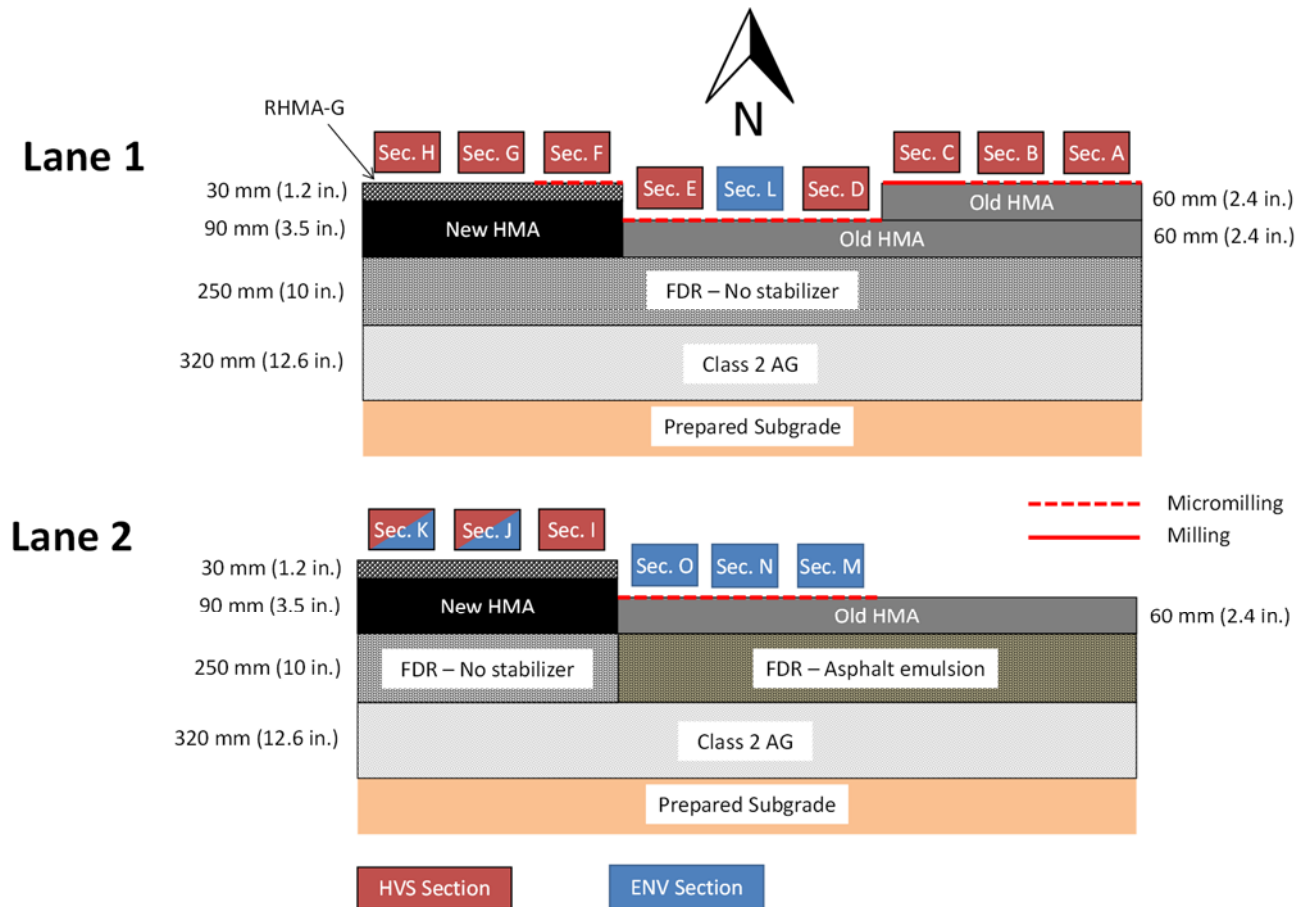 N
RHMA-G
Lane 1
Sec. H
Sec. G
Sec. F
Sec. E
Sec. L
Sec. D
Sec. C
Sec. B
Sec. A
30 mm (1.2 in.)
90 mm (3.5 in.)
250 mm (10 in.)
320 mm (12.6 in.)
New HMA
Old HMA
Old HMA
60 mm (2.4 in.)
60 mm (2.4 in.)
FDR – No stabilizer
Class 2 AG
Prepared Subgrade
Micromilling
Milling
Lane 2
Sec. K
Sec. J
Sec. I
Sec. O
Sec. N
Sec. M
30 mm (1.2 in.)
90 mm (3.5 in.)
250 mm (10 in.)
320 mm (12.6 in.)
New HMA
Old HMA
60 mm (2.4 in.)
FDR – No stabilizer
FDR – Asphalt emulsion
Class 2 AG
Prepared Subgrade
HVS Section
ENV Section